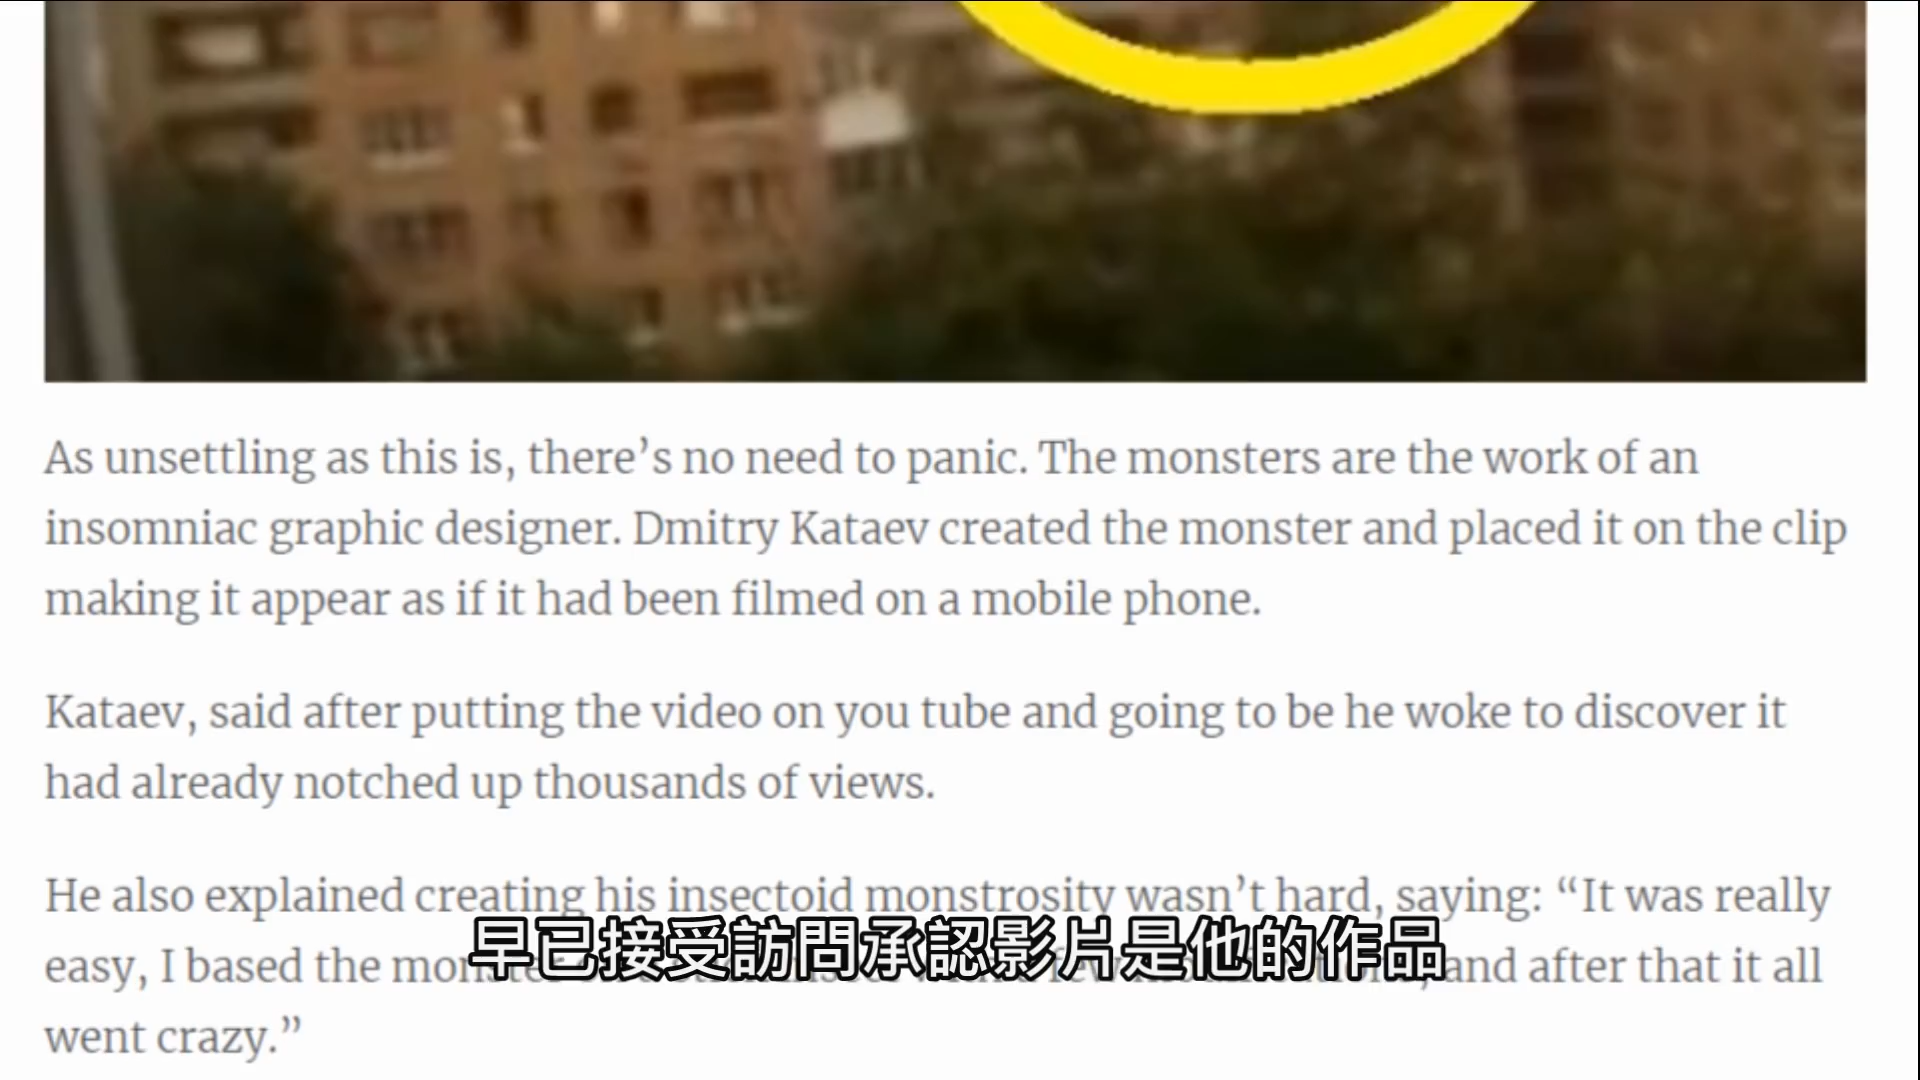 As unsettling as this is, there’s no need to panic. The monsters are the work of an
insomniac graphic designer. Dmitry Kataev created the monster and placed it on the clip
making it appear as if it had been filmed on a mobile phone.
Kataev, said after putting the video on you tube and going to be he woke to discover it
had already notched up thousands of views.
He also explained creating his insectoid monstrosity wasn’t hard, saying: “It was really
easy, I based the monster and after that it all
早已接受訪問承認影片是他的作品
went crazy.”